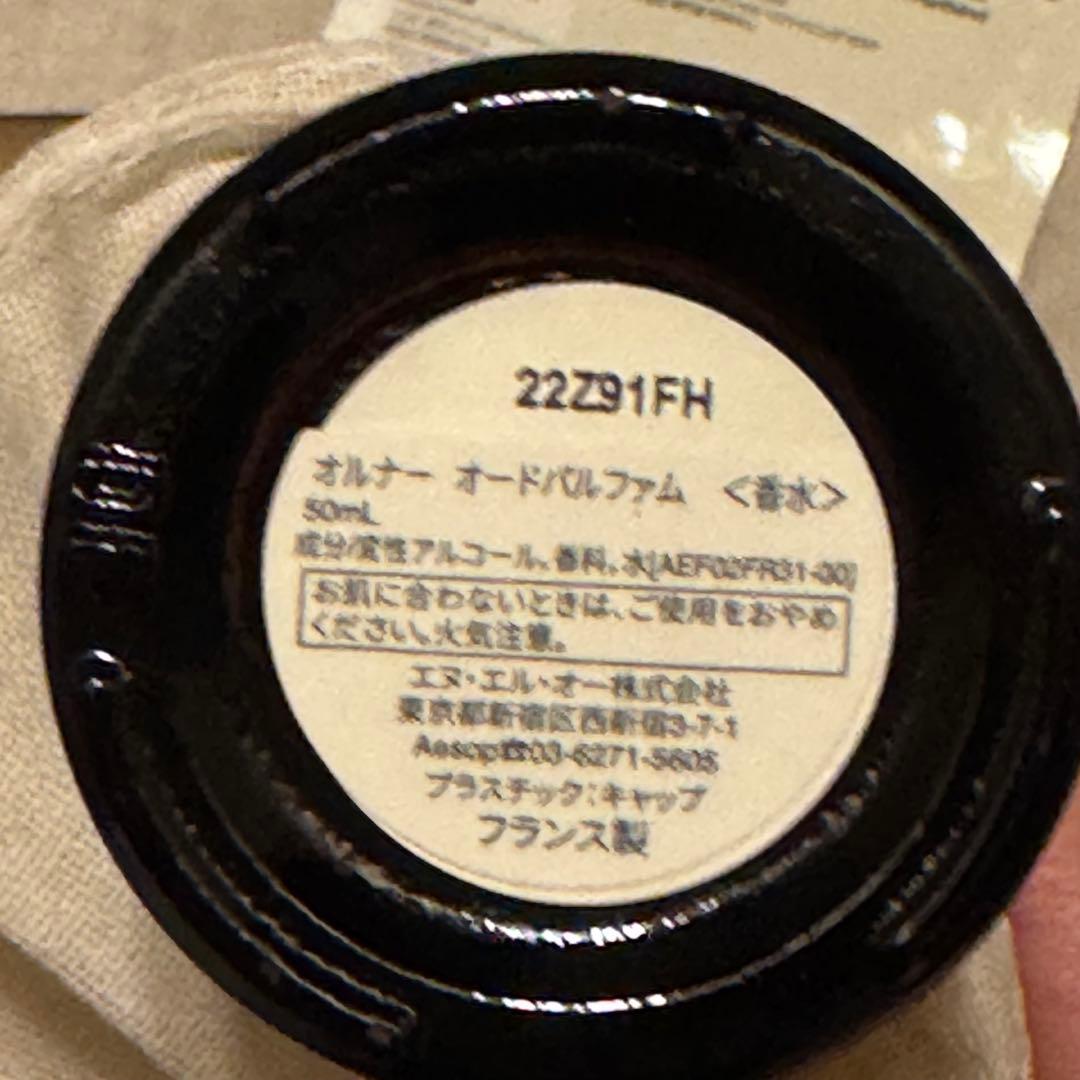 22Z91FH
オルナー オードパルファム <香水>
50mL
成分/変性アルコール、香料、水[AEF02FR31-00]
お肌に合わないときは、ご使用をおやめ
ください。火気注意。
エヌ・エル・オー株式会社
東京都新宿区西新宿3-7-1
Aesop☎03-6271-5605
プラスチック:キャップ
フランス製